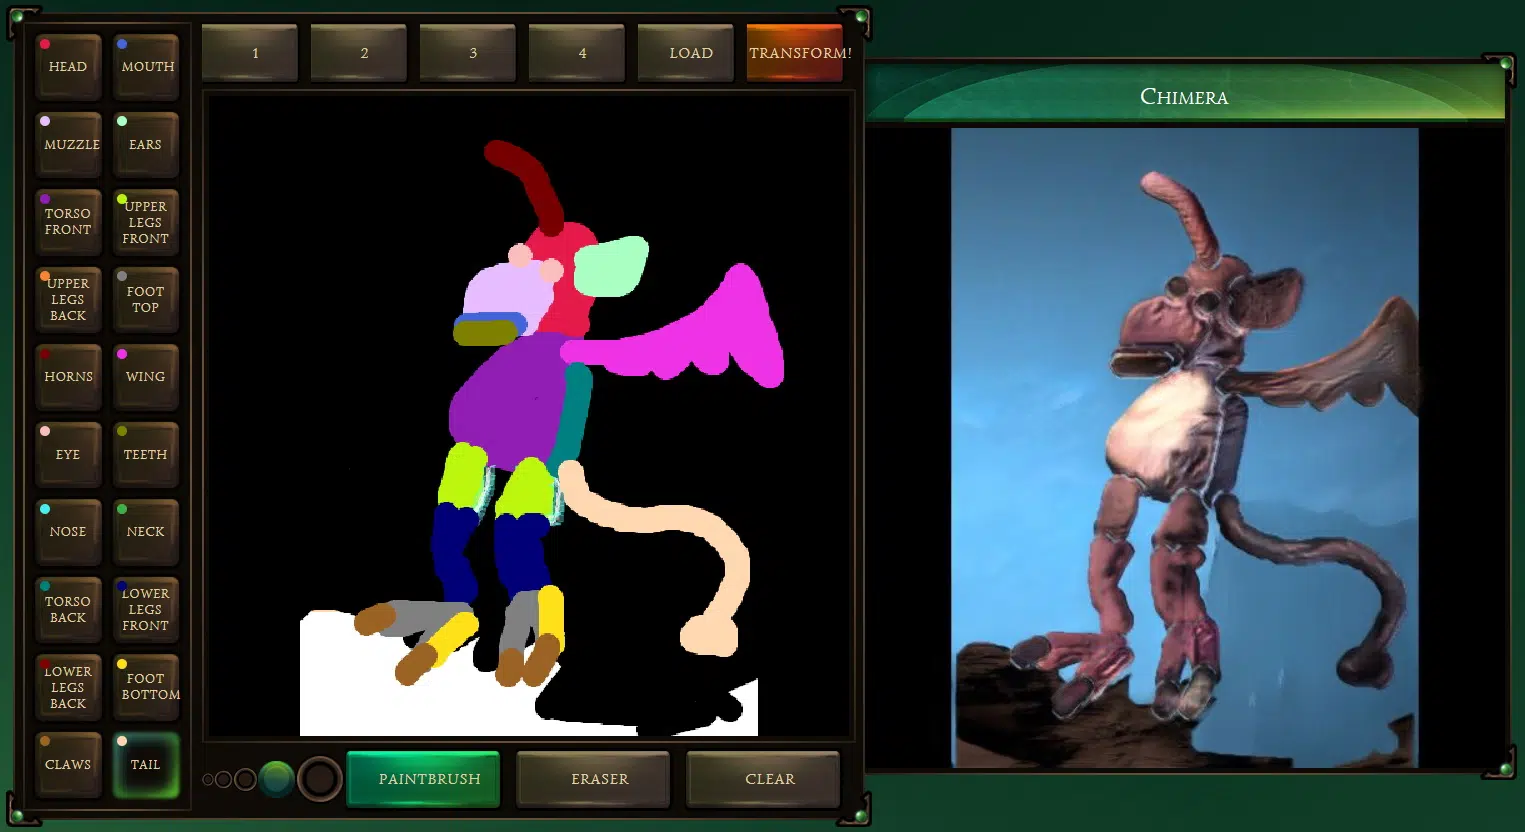 1
2
3
4
LOAD
TRANSFORM!
HEAD
MOUTH
MUZZLE
EARS
TORSO
FRONT
UPPER
LEGS
FRONT
UPPER
LEGS
BACK
FOOT
TOP
HORNS
WING
EYE
TEETH
NOSE
NECK
TORSO
BACK
LOWER
LEGS
FRONT
LOWER
LEGS
BACK
FOOT
BOTTOM
CLAWS
TAIL
PAINTBRUSH
ERASER
CLEAR
CHIMERA